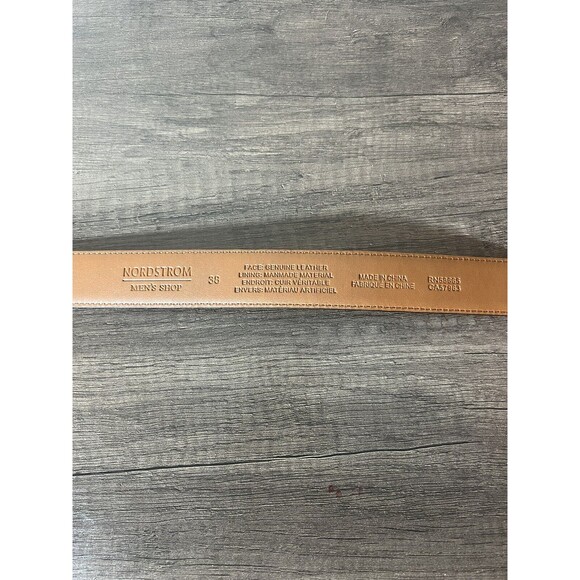 NORDSTROM
MEN'S SHOP
FACE: GENUINE LEATHER
LINING: MANMADE MATERIAL
ENDROIT: CUIR VÉRITABLE
ENVERS: MATÉRIAU ARTIFICIEL
MADE IN CHINA
FABRIQUÉ EN CHINE